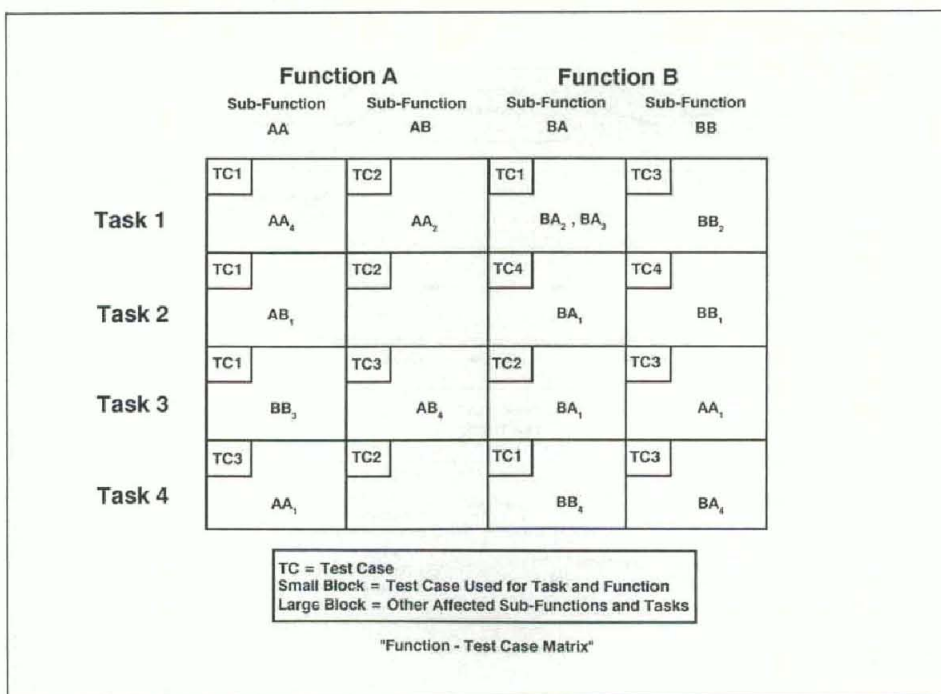 Function A Function B
Sub-Function Sub-Function Sub-Function Sub-Function
AA AB BA BB
TC1 TC2 TC1 TC3
Task 1 AA₄ AA₂ BA₂ , BA₃ BB₂
TC1 TC2 TC4 TC4
Task 2 AB₁ BA₁ BB₁
TC1 TC3 TC2 TC3
Task 3 BB₃ AB₄ BA₁ AA₁
TC3 TC2 TC1 TC3
Task 4 AA₁ BB₄ BA₄
TC = Test Case
Small Block = Test Case Used for Task and Function
Large Block = Other Affected Sub-Functions and Tasks
"Function - Test Case Matrix"